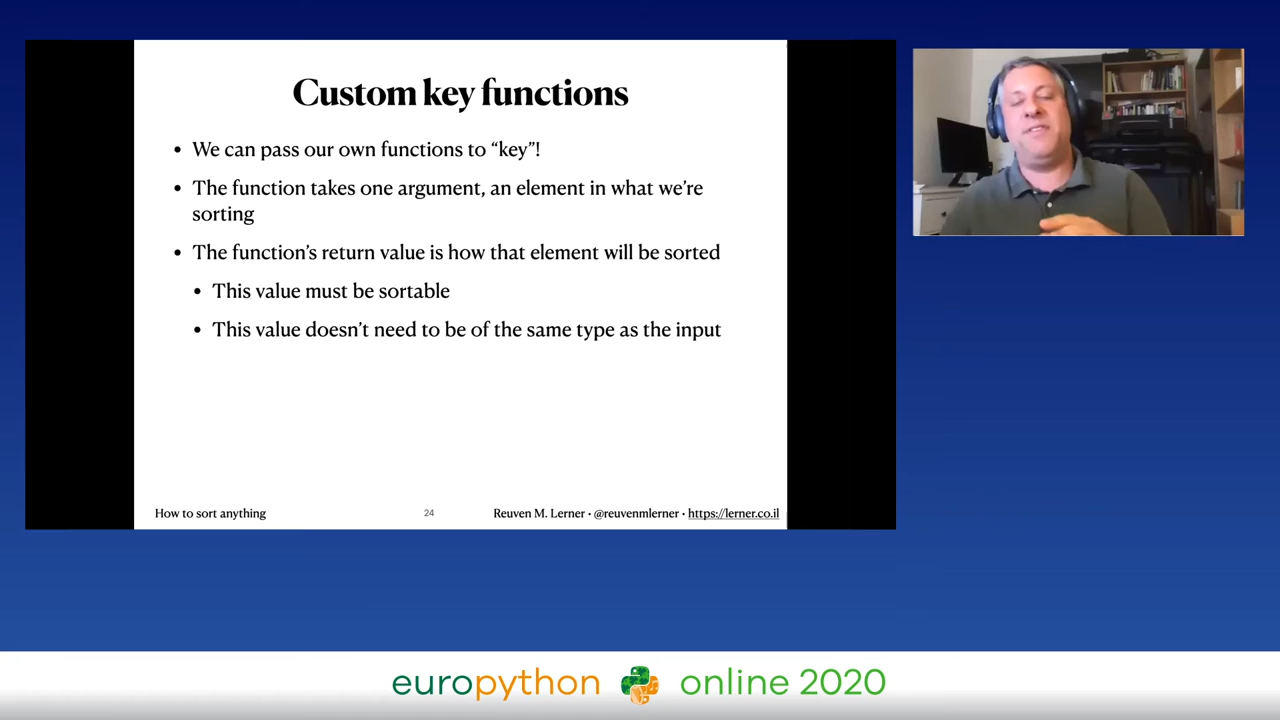 Custom key functions
• We can pass our own functions to “key”!
• The function takes one argument, an element in what we’re
sorting
• The function’s return value is how that element will be sorted
• This value must be sortable
• This value doesn’t need to be of the same type as the input
How to sort anything
24
Reuven M. Lerner • @reuvenmlerner • https://lerner.co.il
europython online 2020